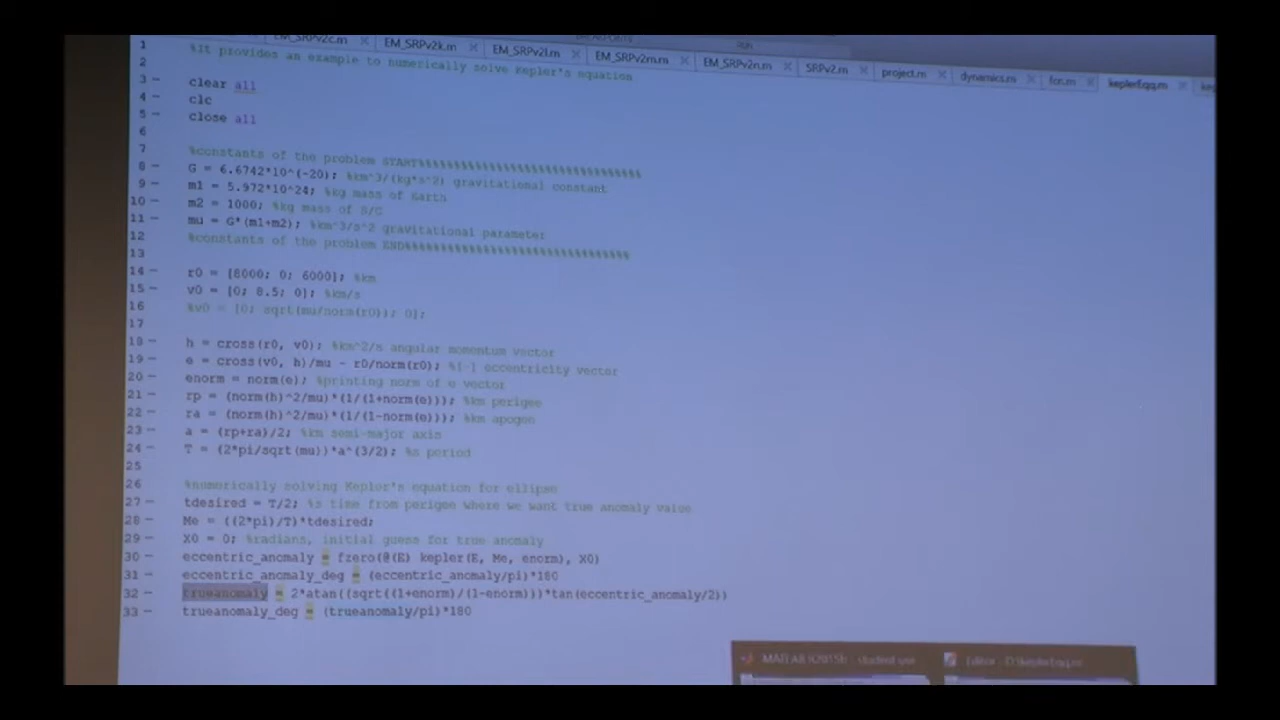 EM_SRPv2c.m EM_SRPv2k.m EM_SRPv2l.m EM_SRPv2m.m EM_SRPv2n.m SRPv2.m project.m dynamics.m for.m keplerEqq.m
RUN
1
2 %It provides an example to numerically solve Kepler's equation
3 - clear all
4 - clc
5 - close all
6
7 %constants of the problem START%%%%%%%%%%%%%%%%%%%%%%%%%
8 - G = 6.6742*10^(-20); %km^3/(kg*s^2) gravitational constant
9 - m1 = 5.972*10^24; %kg mass of Earth
10 - m2 = 1000; %kg mass of S/C
11 - mu = G*(m1+m2); %km^3/s^2 gravitational parameter
12 %constants of the problem END%%%%%%%%%%%%%%%%%%%%%%%%%
13
14 - r0 = [8000; 0; 6000]; %km
15 - v0 = [0; 8.5; 0]; %km/s
16 %v0 = [0; sqrt(mu/norm(r0)); 0];
17
18 - h = cross(r0, v0); %km^2/s angular momentum vector
19 - e = cross(v0, h)/mu - r0/norm(r0); %[-] eccentricity vector
20 - enorm = norm(e); %printing norm of e vector
21 - rp = (norm(h)^2/mu)*(1/(1+norm(e))); %km perigee
22 - ra = (norm(h)^2/mu)*(1/(1-norm(e))); %km apogee
23 - a = (rp+ra)/2; %km semi-major axis
24 - T = (2*pi/sqrt(mu))*a^(3/2); %s period
25
26 %numerically solving Kepler's equation for ellipse
27 - tdesired = T/2; %s time from perigee where we want true anomaly value
28 - Me = ((2*pi)/T)*tdesired;
29 - X0 = 0; %radians, initial guess for true anomaly
30 - eccentric_anomaly = fzero(@(E) kepler(E, Me, enorm), X0)
31 - eccentric_anomaly_deg = (eccentric_anomaly/pi)*180
32 - trueanomaly = 2*atan((sqrt((1+enorm)/(1-enorm)))*tan(eccentric_anomaly/2))
33 - trueanomaly_deg = (trueanomaly/pi)*180
MATLAB R2015b - student use Editor - D:\keplerEqq.m